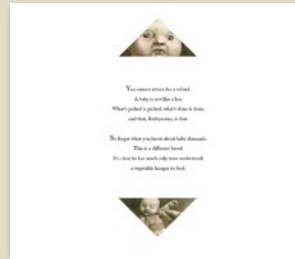 You cannot return for a refund.
A baby is not like a hat.
What's picked is picked, what's done is done,
and that, Babyvores, is that.
So forget what you know about baby demands.
This is a different breed.
It's clear he has needs only men understand;
a vegetable hunger to feed.